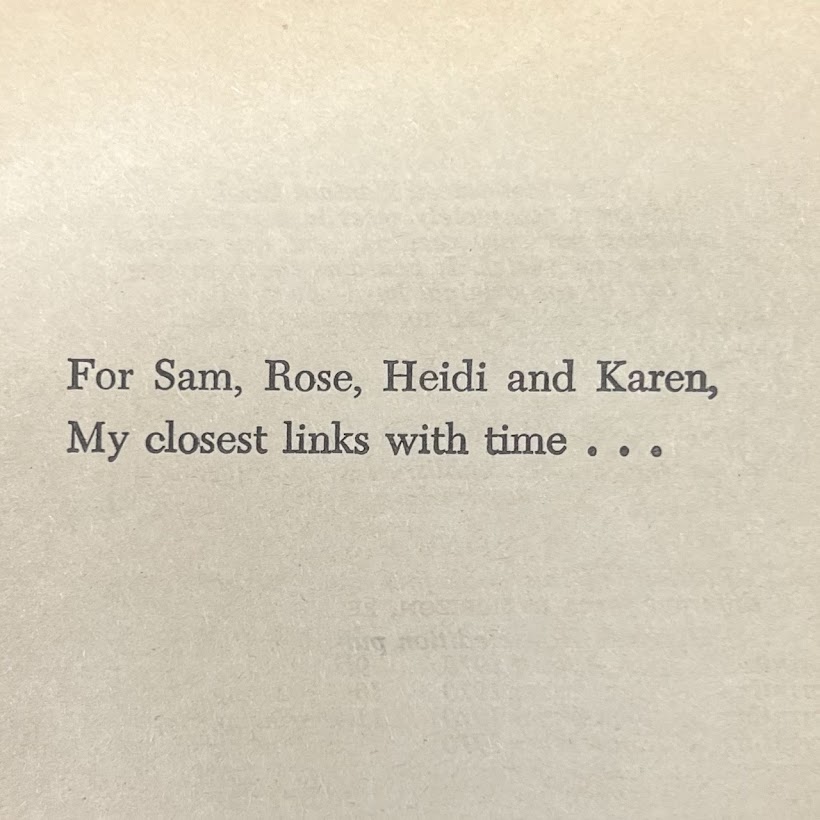 For Sam, Rose, Heidi and Karen,
My closest links with time . . .